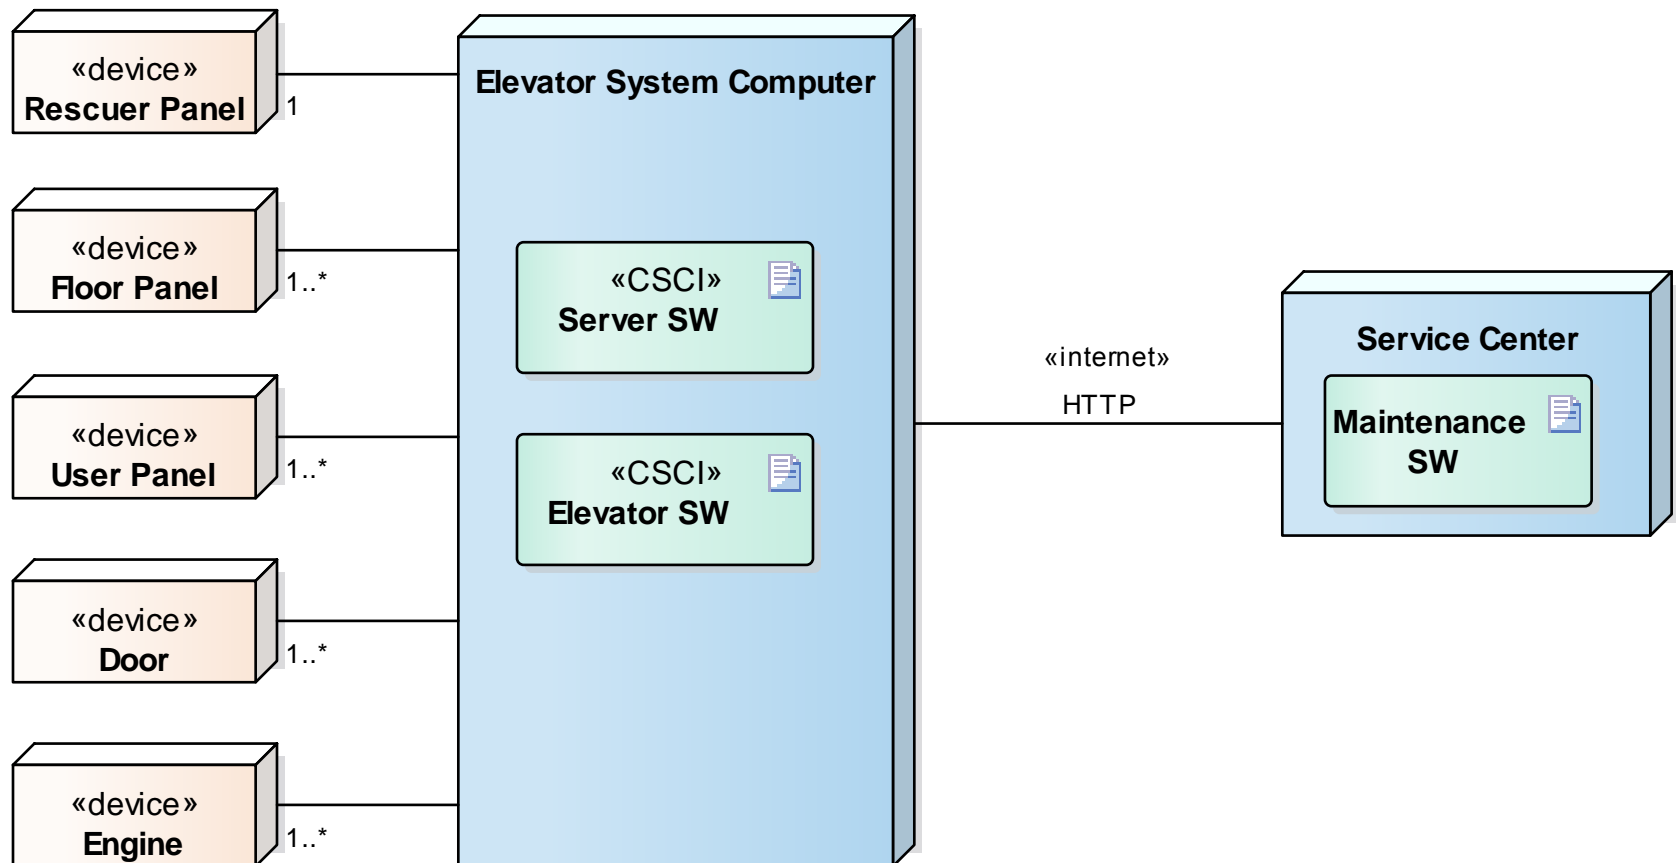 «device»
Rescuer Panel
1
«device»
Floor Panel
1..*
«device»
User Panel
1..*
«device»
Door
1..*
«device»
Engine
1..*
Elevator System Computer
«CSCI»
Server SW
«CSCI»
Elevator SW
«internet»
HTTP
Service Center
Maintenance
SW